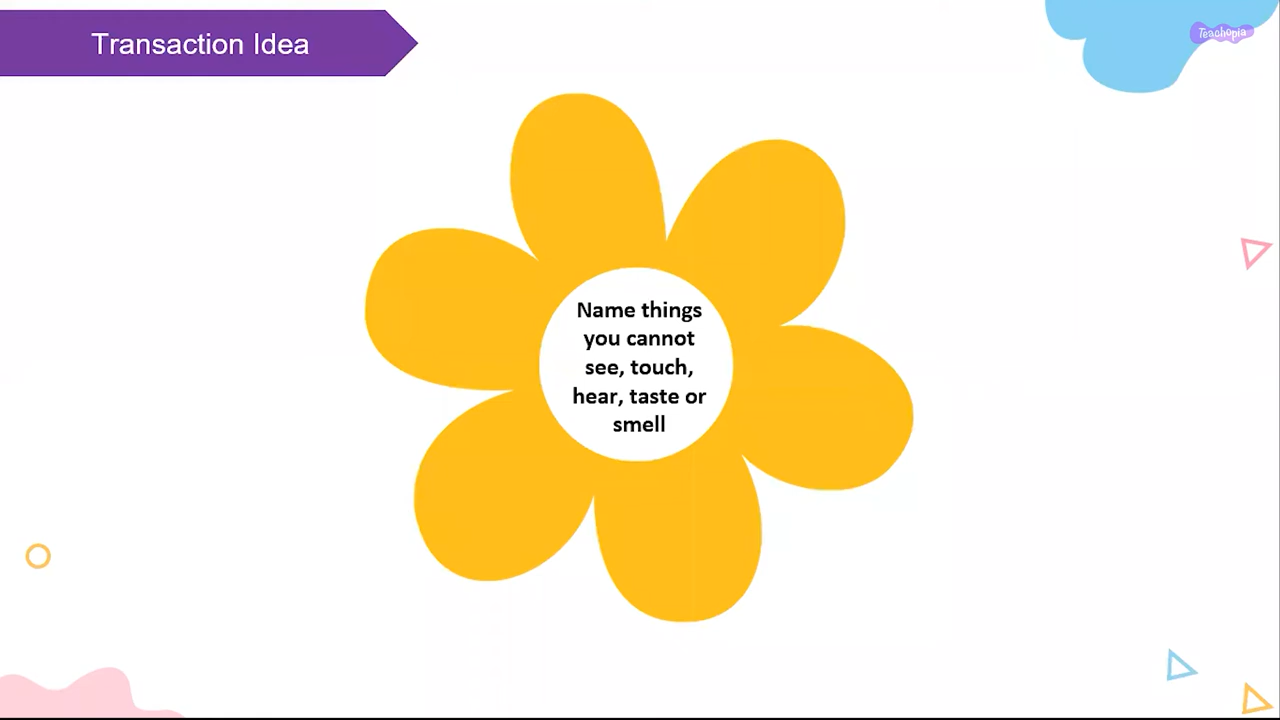 Transaction Idea
Teachopia
Name things
you cannot
see, touch,
hear, taste or
smell